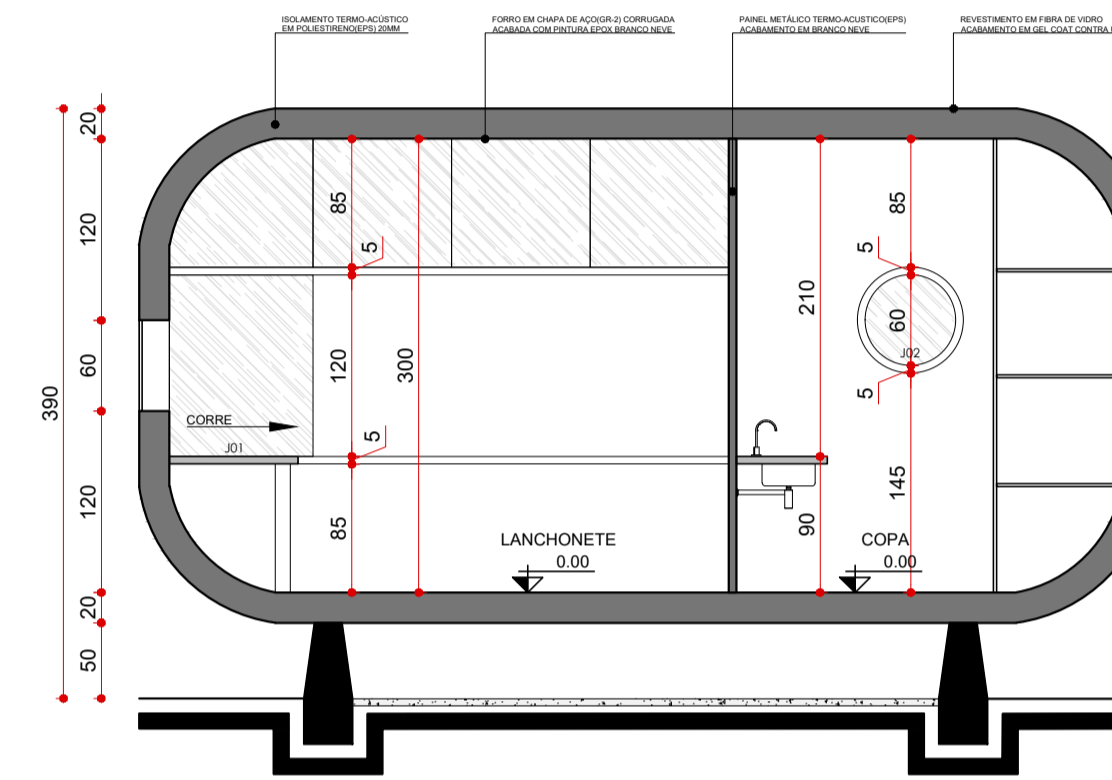 ISOLAMENTO TERMO-ACÚSTICO
EM POLIESTIRENO(EPS) 20MM
FORRO EM CHAPA DE AÇO(GR-2) CORRUGADA
ACABADA COM PINTURA EPOX BRANCO NEVE
PAINEL METÁLICO TERMO-ACUSTICO(EPS)
ACABAMENTO EM BRANCO NEVE
REVESTIMENTO EM FIBRA DE VIDRO
ACABAMENTO EM GEL COAT CONTRA
390
20
120
60
120
20
50
85
5
120
300
5
85
CORRE
J01
LANCHONETE
0.00
210
90
85
5
60
J02
5
145
COPA
0.00